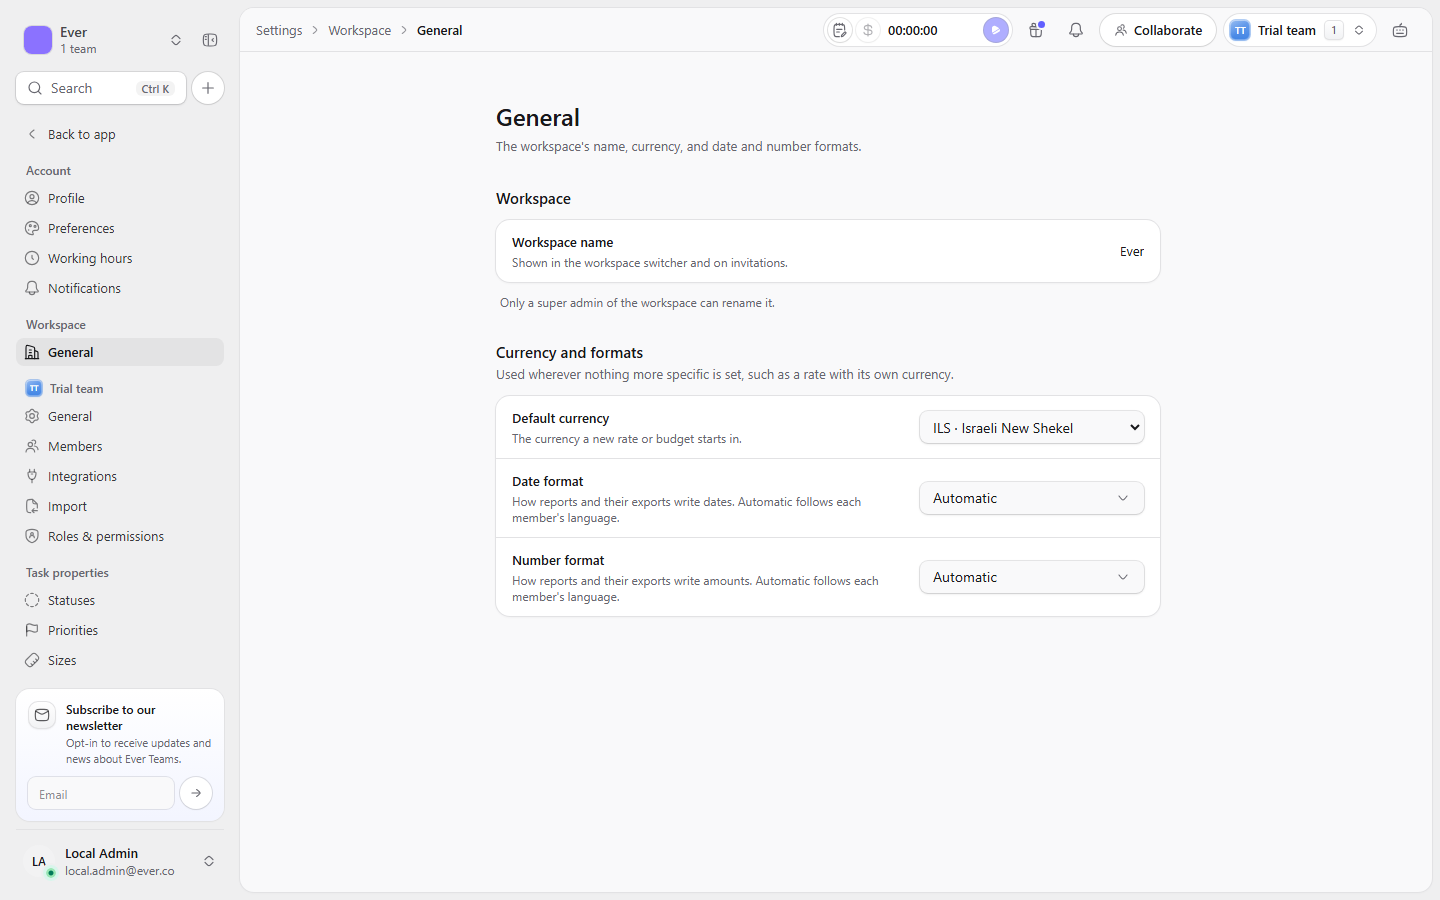 Ever
1 team
Search
Ctrl K
Back to app
Account
Profile
Preferences
Working hours
Notifications
Workspace
General
TT Trial team
General
Members
Integrations
Import
Roles & permissions
Task properties
Statuses
Priorities
Sizes
Subscribe to our
newsletter
Opt-in to receive updates and
news about Ever Teams.
Email
LA
Local Admin
local.admin@ever.co
Settings > Workspace > General
$
00:00:00
Collaborate
TT Trial team 1
General
The workspace's name, currency, and date and number formats.
Workspace
Workspace name
Shown in the workspace switcher and on invitations.
Ever
Only a super admin of the workspace can rename it.
Currency and formats
Used wherever nothing more specific is set, such as a rate with its own currency.
Default currency
The currency a new rate or budget starts in.
ILS · Israeli New Shekel
Date format
How reports and their exports write dates. Automatic follows each
member's language.
Automatic
Number format
How reports and their exports write amounts. Automatic follows each
member's language.
Automatic